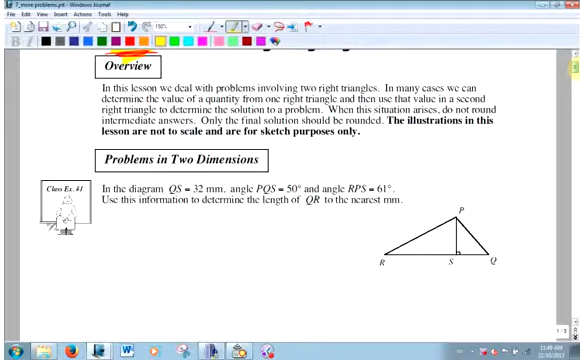 7_more problems.jnt - Windows Journal
File Edit View Insert Actions Tools Help
150%
B I
Overview
In this lesson we deal with problems involving two right triangles. In many cases we can
determine the value of a quantity from one right triangle and then use that value in a second
right triangle to determine the solution to a problem. When this situation arises, do not round
intermediate answers. Only the final solution should be rounded. The illustrations in this
lesson are not to scale and are for sketch purposes only.
Problems in Two Dimensions
Class Ex. #1
In the diagram QS = 32 mm, angle PQS = 50° and angle RPS = 61°.
Use this information to determine the length of QR to the nearest mm.
P
R S Q
11:49 AM
22/10/2013